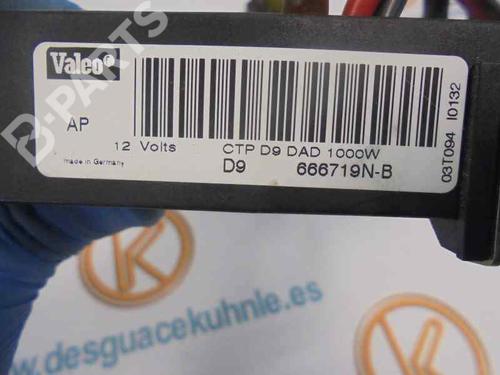 Valeo
B-PARTS
AP
12 Volts
CTP D9 DAD 1000W
made in Germany
D9
666719N-B
03T094 I0132
www.desguacekuhnle.es